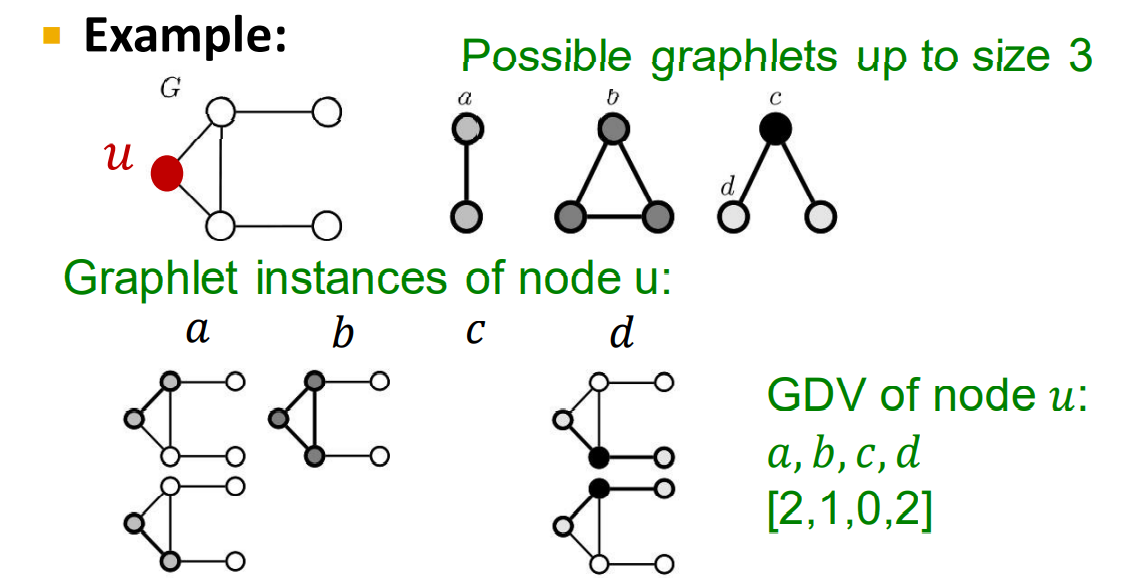 Example:
Possible graphlets up to size 3
G
a
b
c
u
d
Graphlet instances of node u:
a b c d
GDV of node u:
a, b, c, d
[2,1,0,2]